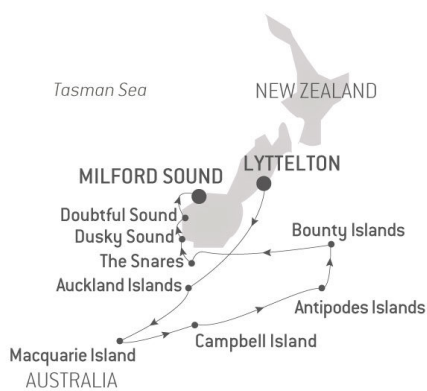 Tasman Sea
NEW ZEALAND
MILFORD SOUND
LYTTELTON
Doubtful Sound
Dusky Sound
Bounty Islands
The Snares
Auckland Islands
Antipodes Islands
Campbell Island
Macquarie Island
AUSTRALIA